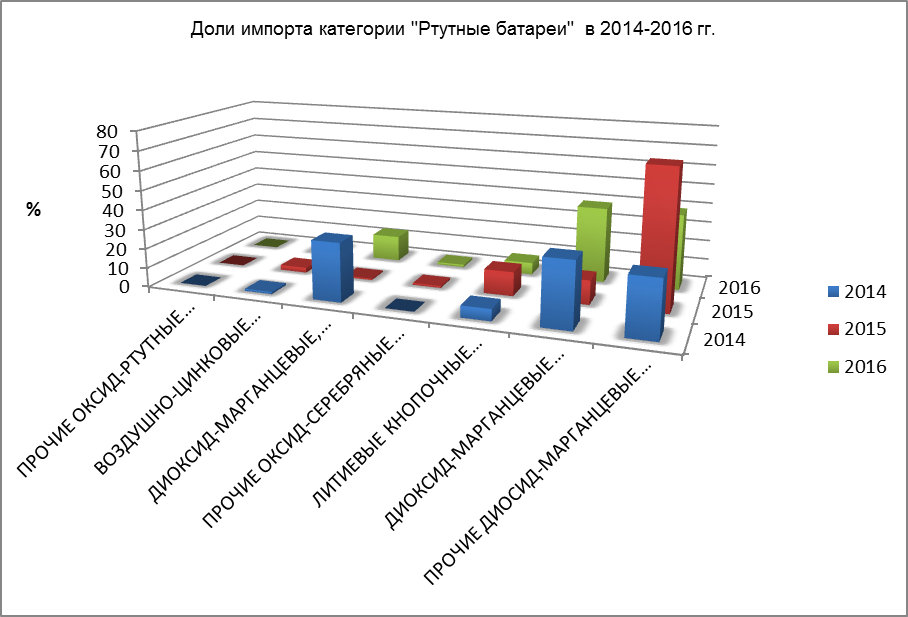 Доли импорта категории "Ртутные батареи" в 2014-2016 гг.
80
70
60
50
40
30
20
10
0
%
2016
2015
2014
ПРОЧИЕ ОКСИД-РТУТНЫЕ...
ВОЗДУШНО-ЦИНКОВЫЕ...
ДИОКСИД-МАРГАНЦЕВЫЕ,...
ПРОЧИЕ ОКСИД-СЕРЕБРЯНЫЕ...
ЛИТИЕВЫЕ КНОПОЧНЫЕ...
ДИОКСИД-МАРГАНЦЕВЫЕ...
ПРОЧИЕ ДИОСИД-МАРГАНЦЕВЫЕ...
2014
2015
2016